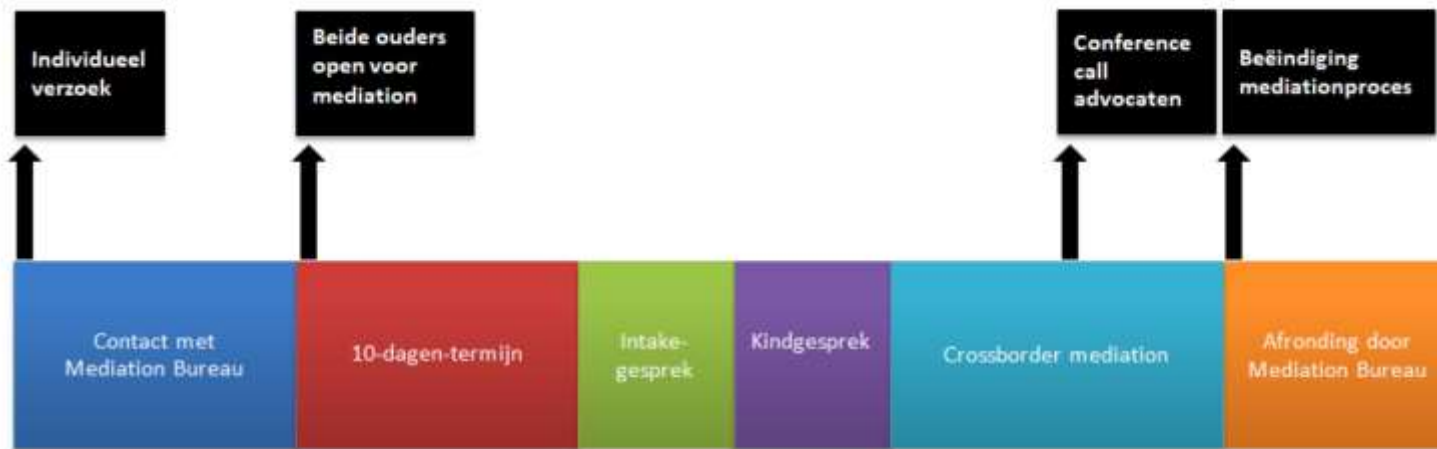 Individueel
verzoek
Beide ouders
open voor
mediation
Conference
call
advocaten
Beëindiging
mediationproces
Contact met
Mediation Bureau
10-dagen-termijn
Intake-
gesprek
Kindgesprek
Crossborder mediation
Afronding door
Mediation Bureau